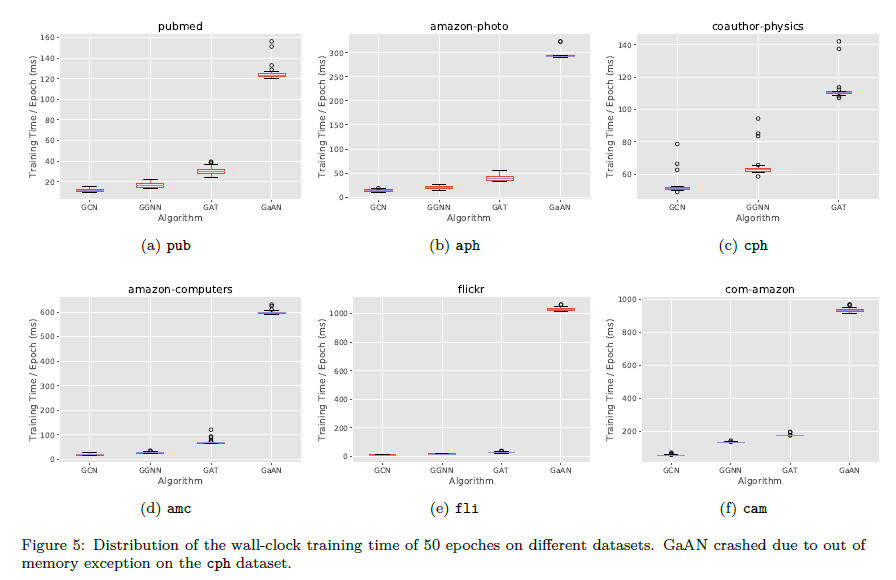 pubmed
Training Time / Epoch (ms)
160
140
120
100
80
60
40
20
GCN GGNN GAT GaAN
Algorithm
(a) pub
amazon-photo
Training Time / Epoch (ms)
300
250
200
150
100
50
0
GCN GGNN GAT GaAN
Algorithm
(b) aph
coauthor-physics
Training Time / Epoch (ms)
140
120
100
80
60
GCN GGNN GAT
Algorithm
(c) cph
amazon-computers
Training Time / Epoch (ms)
600
500
400
300
200
100
0
GCN GGNN GAT GaAN
Algorithm
(d) amc
flickr
Training Time / Epoch (ms)
1000
800
600
400
200
0
GCN GGNN GAT GaAN
Algorithm
(e) fli
com-amazon
Training Time / Epoch (ms)
1000
800
600
400
200
GCN GGNN GAT GaAN
Algorithm
(f) cam
Figure 5: Distribution of the wall-clock training time of 50 epoches on different datasets. GaAN crashed due to out of
memory exception on the cph dataset.